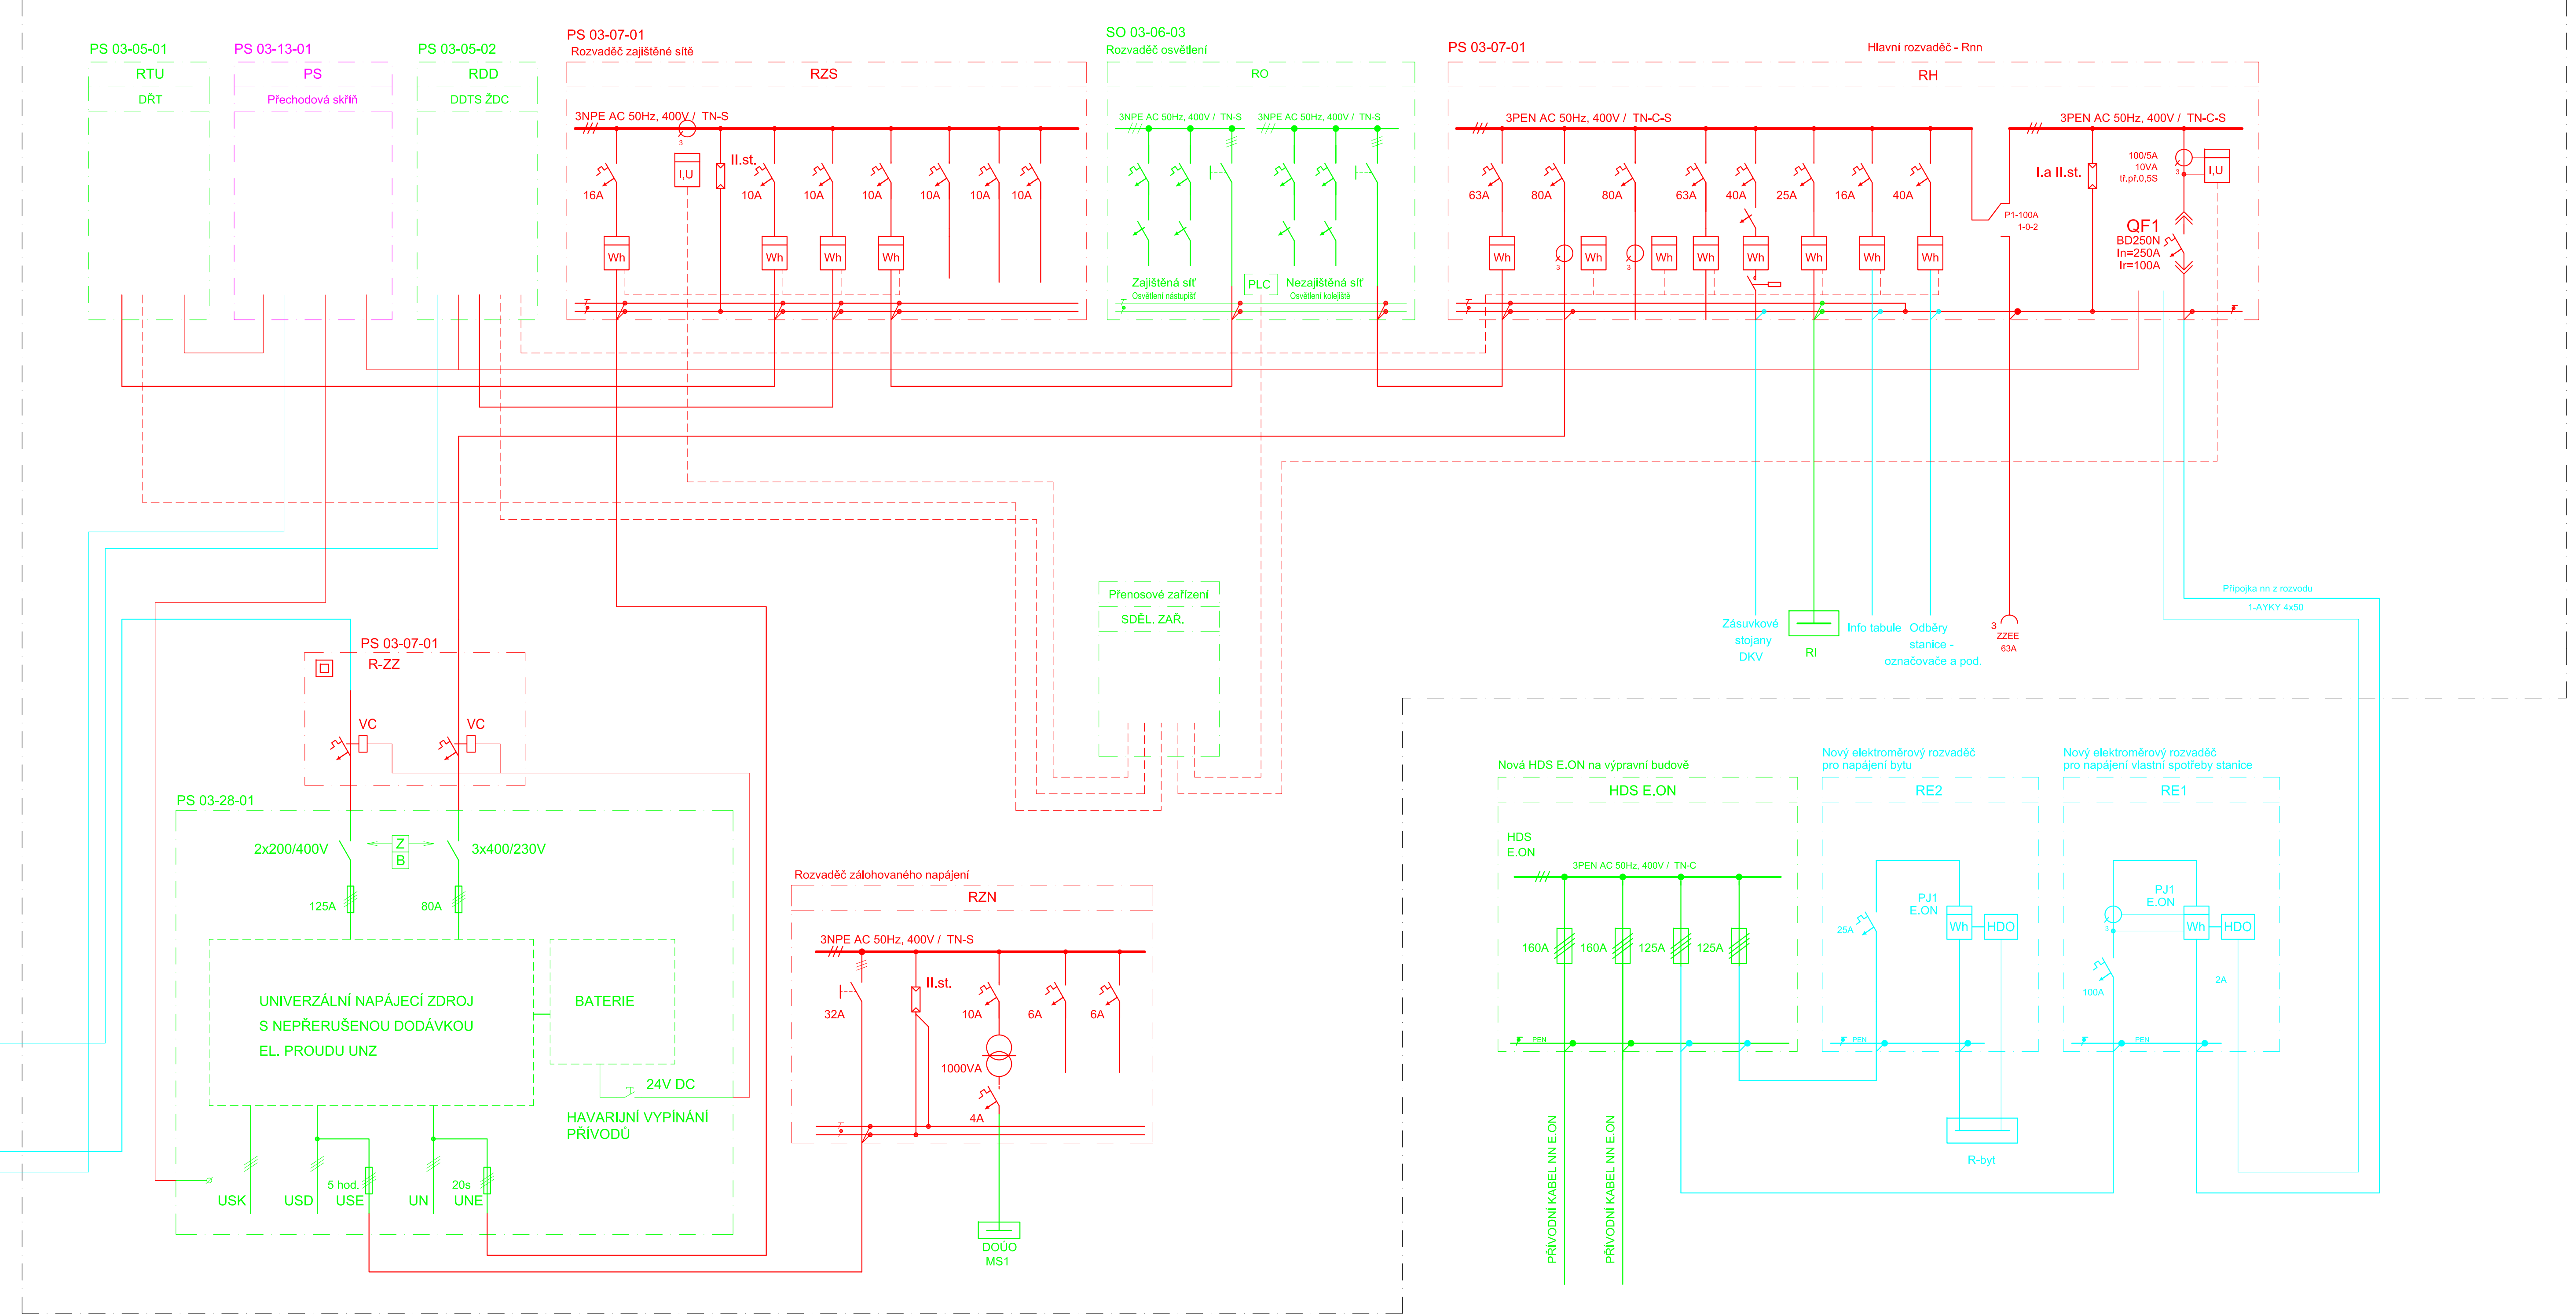 PS 03-05-01
RTU
DŘT
PS 03-13-01
PS
Přechodová skříň
PS 03-05-02
RDD
DDTS ŽDC
PS 03-07-01
Rozvaděč zajištěné sítě
RZS
3NPE AC 50Hz, 400V / TN-S
3
II.st.
I,U
16A
10A
10A
10A
10A
10A
10A
Wh
Wh
Wh
Wh
SO 03-06-03
Rozvaděč osvětlení
RO
3NPE AC 50Hz, 400V / TN-S
3NPE AC 50Hz, 400V / TN-S
Zajištěná síť
Osvětlení nástupišť
PLC
Nezajištěná síť
Osvětlení kolejiště
PS 03-07-01
Hlavní rozvaděč - Rnn
RH
3PEN AC 50Hz, 400V / TN-C-S
3PEN AC 50Hz, 400V / TN-C-S
63A
80A
80A
63A
40A
25A
16A
40A
Wh
3
Wh
3
Wh
Wh
Wh
Wh
Wh
Wh
P1-100A
1-0-2
I.a II.st.
100/5A
10VA
tř.př.0,5S
3
I,U
QF1
BD250N
In=250A
Ir=100A
Zásuvkové
stojany
DKV
RI
Info tabule
Odběry
stanice -
označovače a pod.
3
ZZEE
63A
Přípojka nn z rozvodu
1-AYKY 4x50
Přenosové zařízení
SDĚL. ZAŘ.
PS 03-07-01
R-ZZ
VC
VC
PS 03-28-01
2x200/400V
Z
B
3x400/230V
125A
80A
UNIVERZÁLNÍ NAPÁJECÍ ZDROJ
S NEPŘERUŠENOU DODÁVKOU
EL. PROUDU UNZ
BATERIE
24V DC
HAVARIJNÍ VYPÍNÁNÍ
PŘÍVODŮ
5 hod.
20s
USK
USD
USE
UN
UNE
Rozvaděč zálohovaného napájení
RZN
3NPE AC 50Hz, 400V / TN-S
II.st.
32A
10A
6A
6A
1000VA
4A
DOÚO
MS1
Nová HDS E.ON na výpravní budově
HDS E.ON
HDS
E.ON
3PEN AC 50Hz, 400V / TN-C
160A
160A
125A
125A
PEN
PŘÍVODNÍ KABEL NN E.ON
PŘÍVODNÍ KABEL NN E.ON
Nový elektroměrový rozvaděč
pro napájení bytu
RE2
PJ1
E.ON
Wh
HDO
25A
PEN
R-byt
Nový elektroměrový rozvaděč
pro napájení vlastní spotřeby stanice
RE1
PJ1
E.ON
3
Wh
HDO
100A
2A
PEN